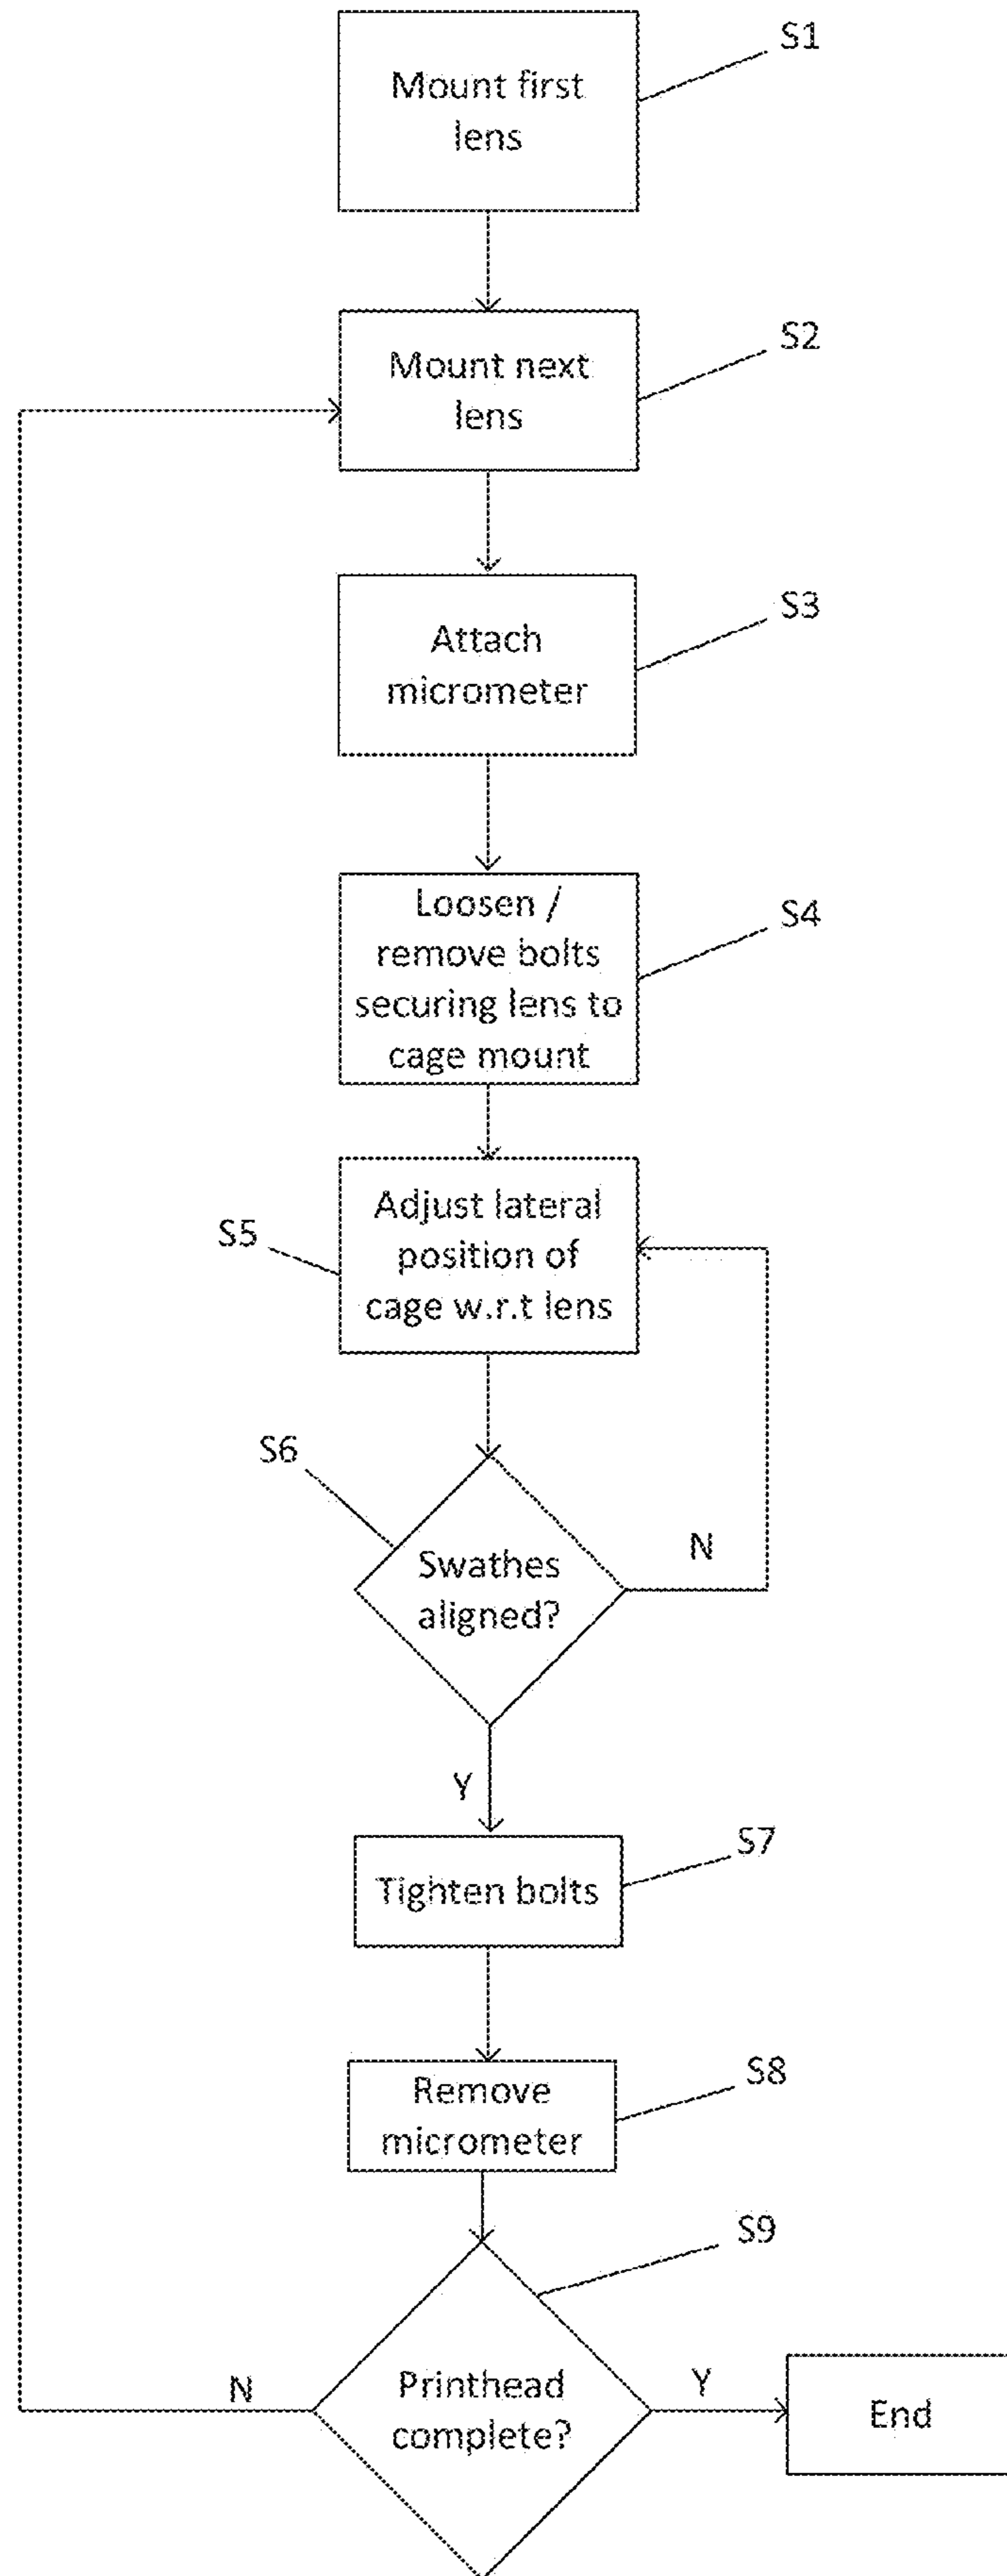 S1
Mount first
lens
S2
Mount next
lens
S3
Attach
micrometer
S4
Loosen /
remove bolts
securing lens to
cage mount
S5
Adjust lateral
position of
cage w.r.t lens
S6
Swathes
aligned?
N
Y
S7
Tighten bolts
S8
Remove
micrometer
S9
Printhead
complete?
N
Y
End